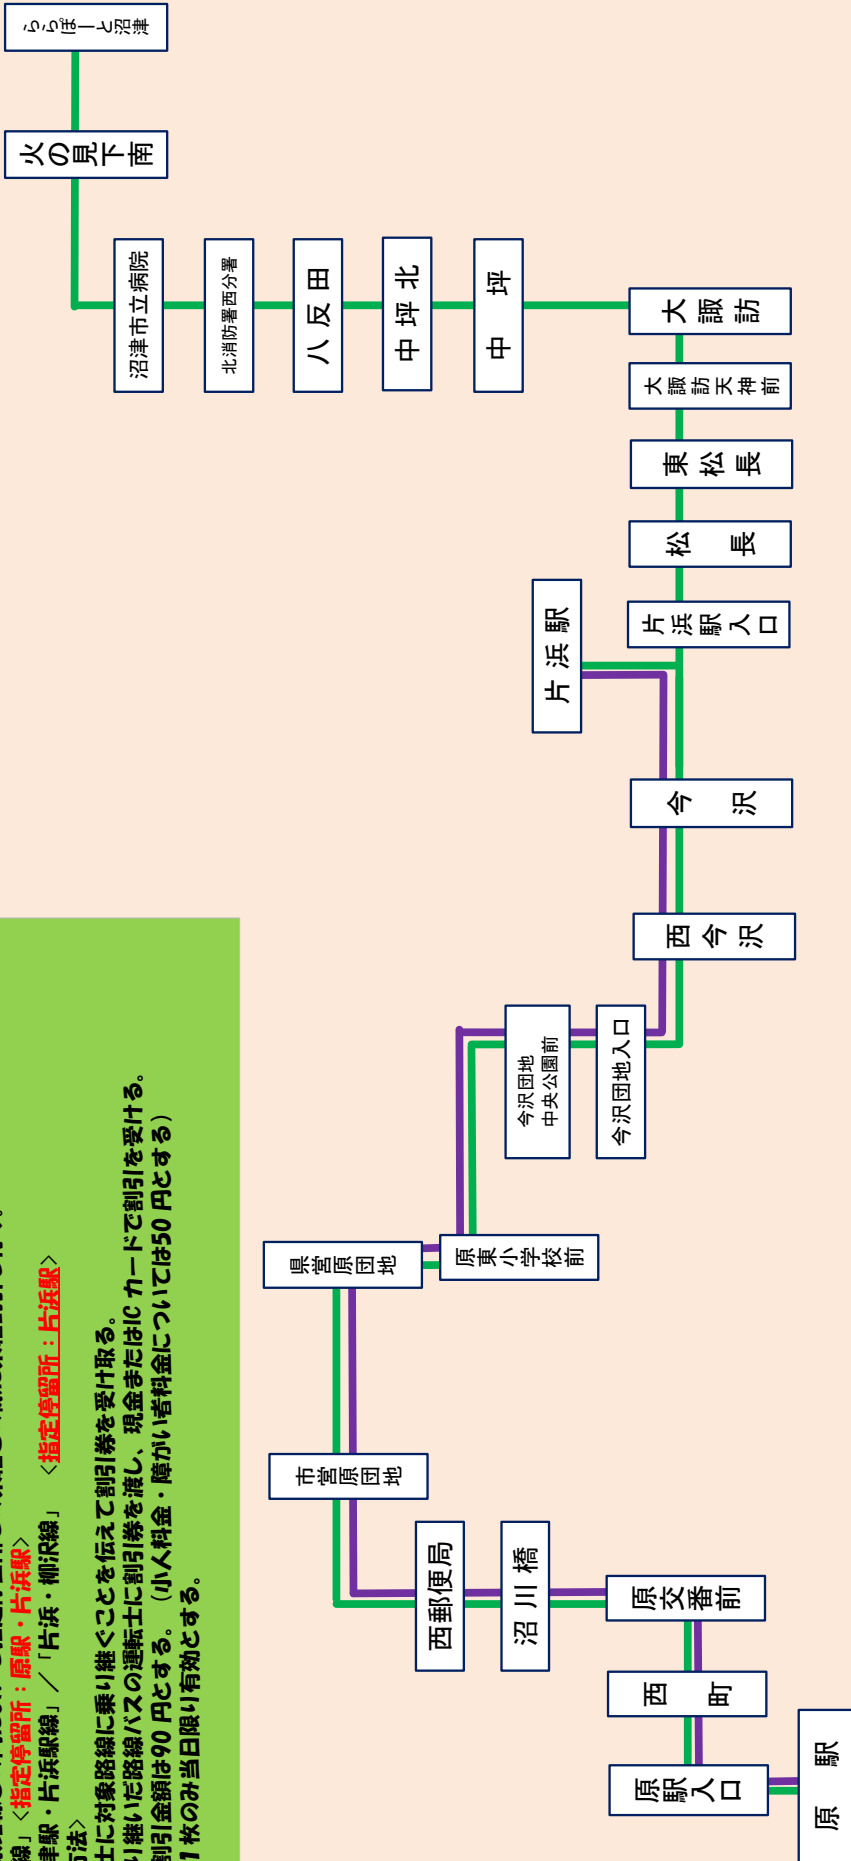 線」<指定停留所：原駅・片浜駅>
津駅・片浜駅線」／「片浜・柳沢線」 <指定停留所：片浜駅>
方法>
士に対象路線に乗り継ぐことを伝えて割引券を受け取る。
り継いだ路線バスの運転士に割引券を渡し、現金またはIC カードで割引を受ける。
割引金額は90 円とする。（小人料金・障がい者料金については50 円とする）
1 枚のみ当日限り有効とする。
原　駅
原駅入口
西　町
原交番前
沼川橋
西郵便局
市営原団地
県営原団地
原東小学校前
今沢団地
中央公園前
今沢団地入口
西今沢
今　沢
片浜駅
片浜駅入口
松　長
東松長
大諏訪天神前
大諏訪
中　坪
中坪北
八反田
北消防署西分署
沼津市立病院
火の見下南
ららぽーと沼津